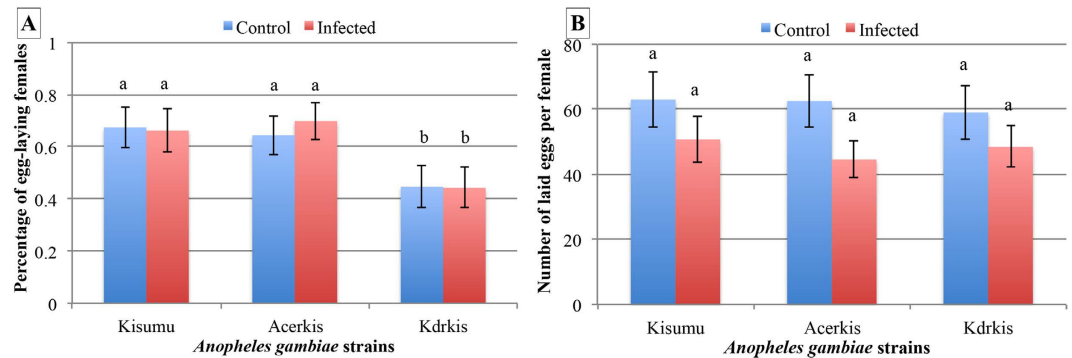 A
Control Infected
Percentage of egg-laying females
1
0.8
0.6
0.4
0.2
0
a a a a b b
Kisumu Acerkis Kdrkis
Anopheles gambiae strains
B
Control Infected
Number of laid eggs per female
80
60
40
20
0
a a a a a a
Kisumu Acerkis Kdrkis
Anopheles gambiae strains